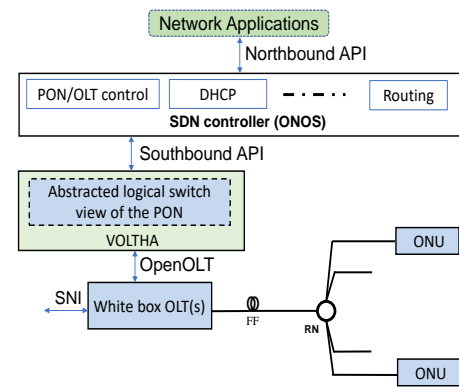 Network Applications
Northbound API
PON/OLT control
DHCP
Routing
SDN controller (ONOS)
Southbound API
Abstracted logical switch
view of the PON
VOLTHA
ONU
OpenOLT
SNI
White box OLT(s)
FF
RN
ONU